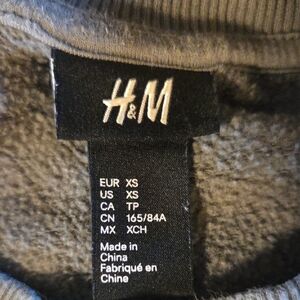 H&M
EUR XS
US XS
CA TP
CN 165/84A
MX XCH
Made in
China
Fabriqué en
Chine